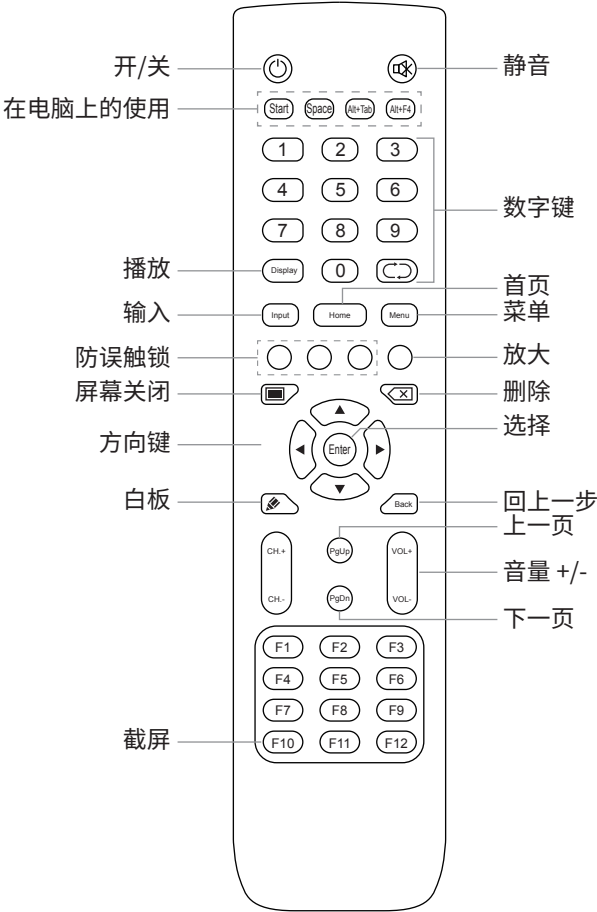 开/关
静音
在电脑上的使用
Start Space Alt+Tab Alt+F4
1 2 3
4 5 6
数字键
7 8 9
播放
Display 0
首页
输入
Input Home Menu
菜单
防误触锁
放大
屏幕关闭
删除
选择
方向键
Enter
白板
Back
回上一步
上一页
CH.+ PgUp VOL+
音量 +/-
CH.- PgDn VOL-
下一页
F1 F2 F3
F4 F5 F6
F7 F8 F9
截屏
F10 F11 F12